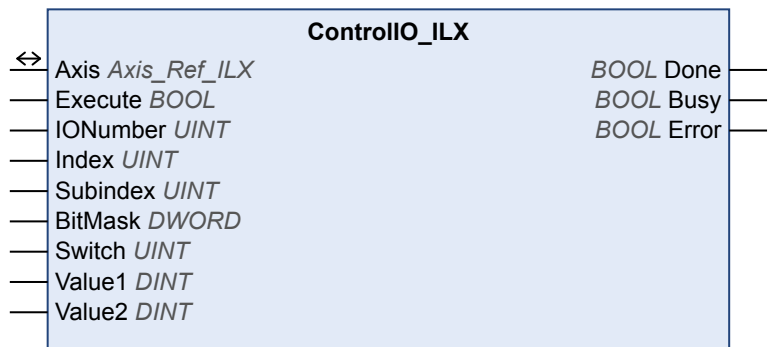 ControlIO_ILX
Axis Axis_Ref_ILX BOOL Done
Execute BOOL BOOL Busy
IONumber UINT BOOL Error
Index UINT
Subindex UINT
BitMask DWORD
Switch UINT
Value1 DINT
Value2 DINT